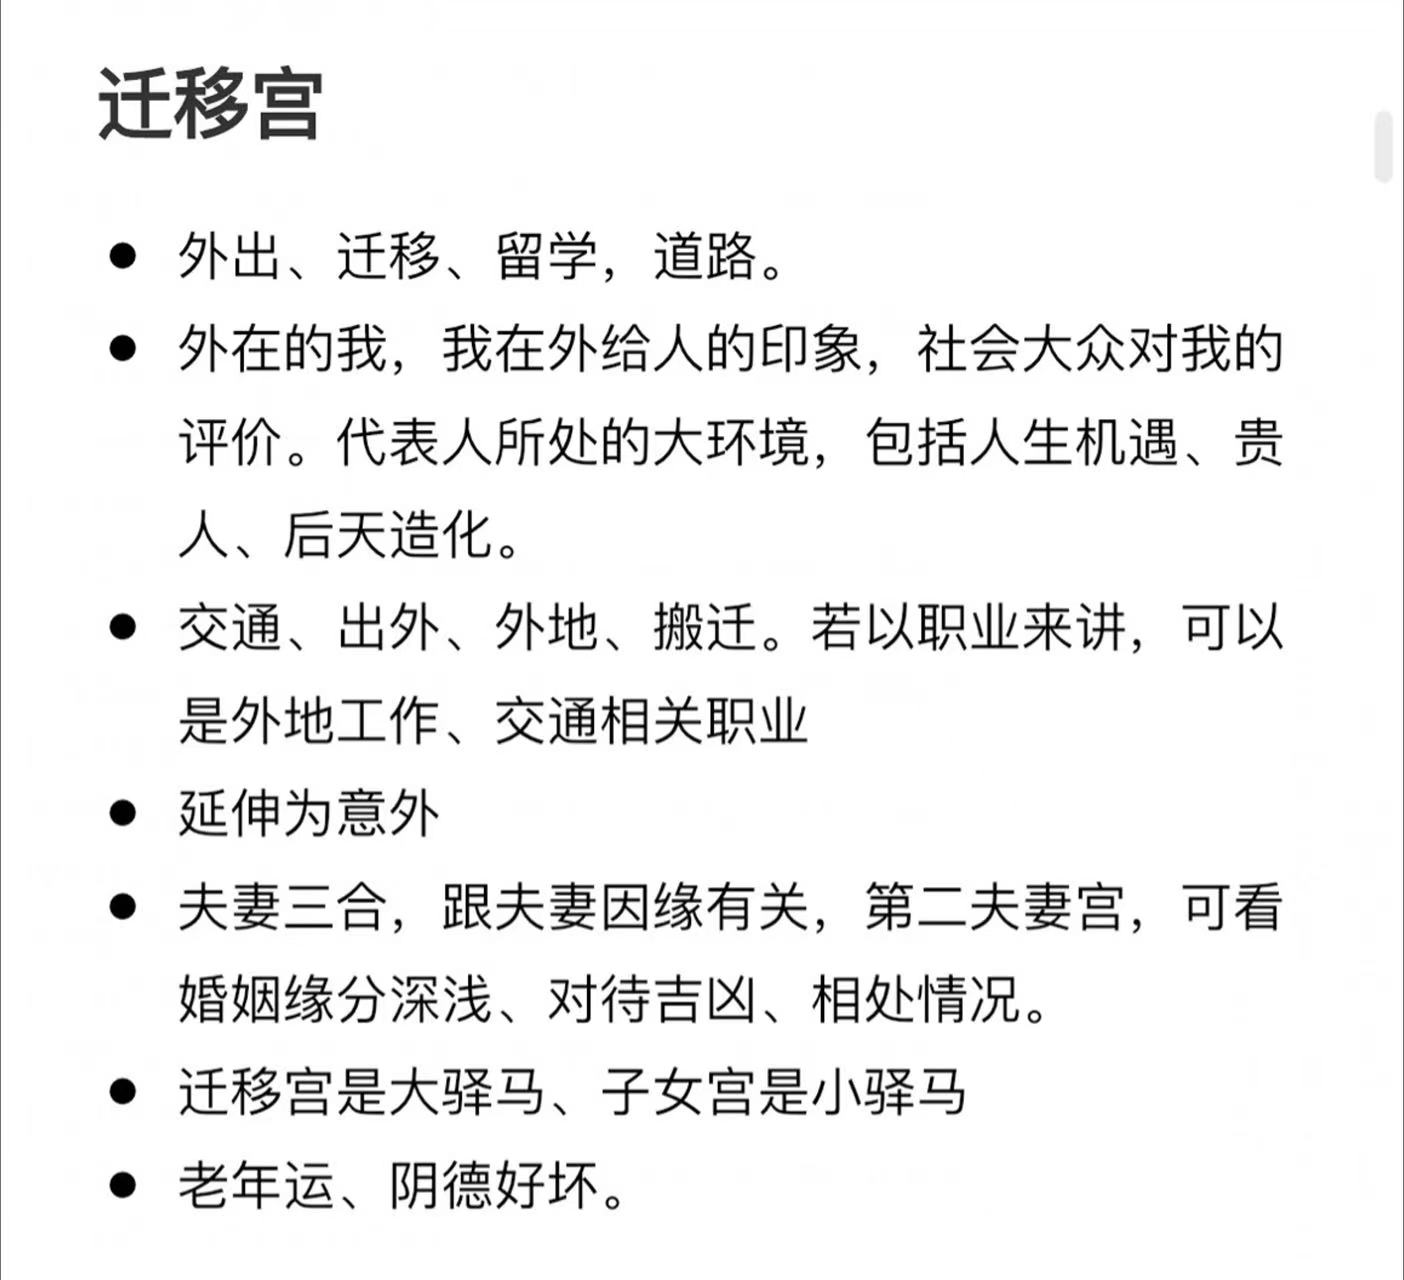 迁移宫
● 外出、迁移、留学，道路。
● 外在的我，我在外给人的印象，社会大众对我的
评价。代表人所处的大环境，包括人生机遇、贵
人、后天造化。
● 交通、出外、外地、搬迁。若以职业来讲，可以
是外地工作、交通相关职业
● 延伸为意外
● 夫妻三合，跟夫妻因缘有关，第二夫妻宫，可看
婚姻缘分深浅、对待吉凶、相处情况。
● 迁移宫是大驿马、子女宫是小驿马
● 老年运、阴德好坏。